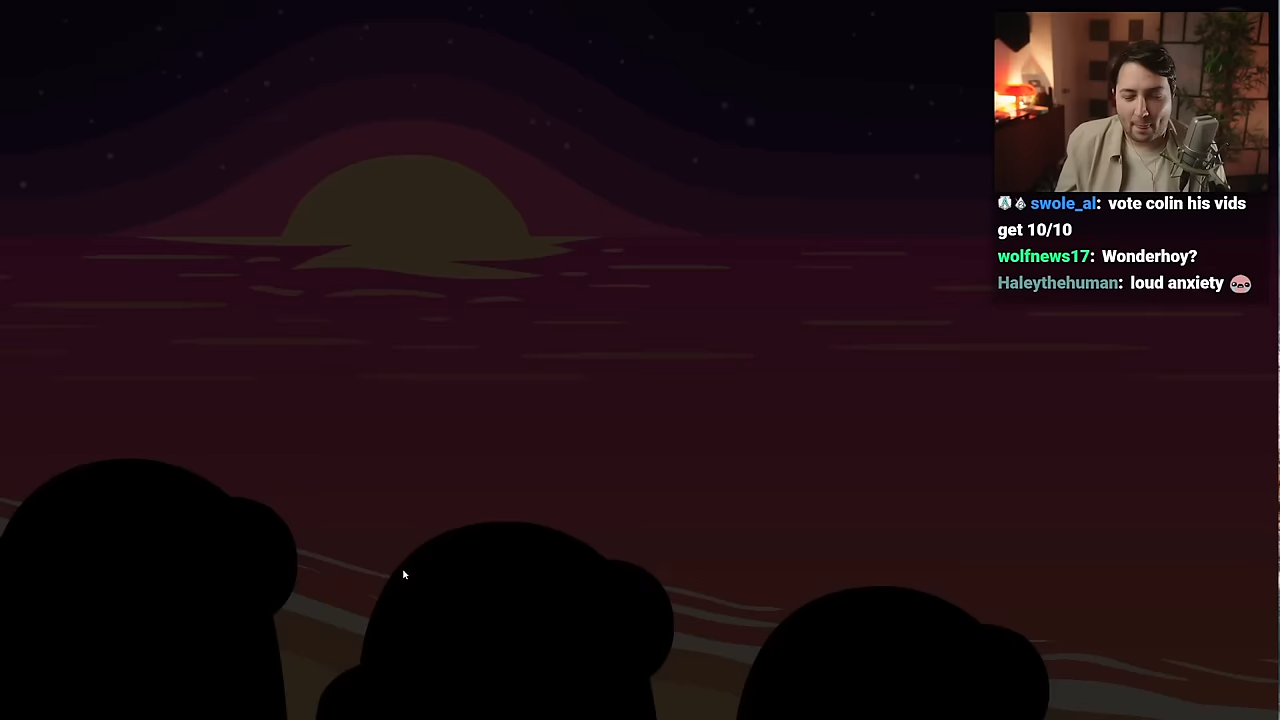 swole_al: vote colin his vids
get 10/10
wolfnews17: Wonderhoy?
Haleythehuman: loud anxiety